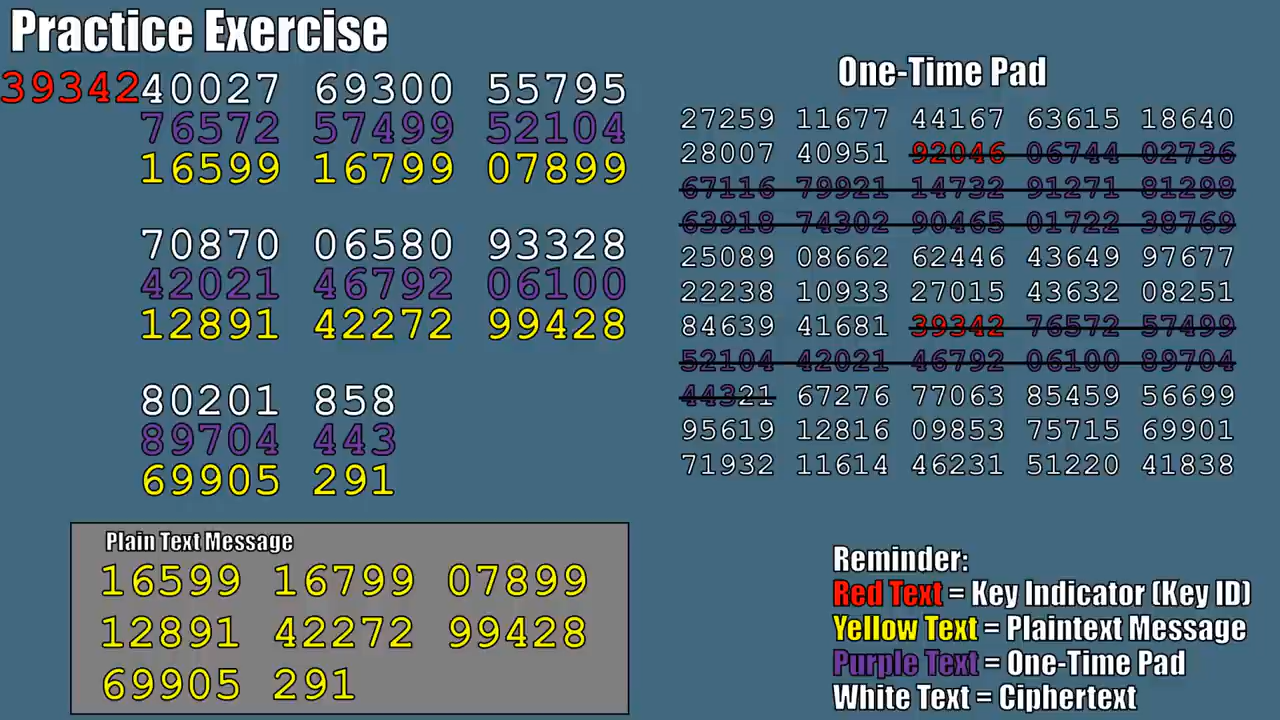 Practice Exercise
39342 40027 69300 55795
76572 57499 52104
16599 16799 07899
70870 06580 93328
42021 46792 06100
12891 42272 99428
80201 858
89704 443
69905 291
Plain Text Message
16599 16799 07899
12891 42272 99428
69905 291
One-Time Pad
27259 11677 44167 63615 18640
28007 40951 92046 06744 02736
67116 79921 14732 91271 81298
63918 74302 90465 01722 38769
25089 08662 62446 43649 97677
22238 10933 27015 43632 08251
84639 41681 39342 76572 57499
52104 42021 46792 06100 89704
44321 67276 77063 85459 56699
95619 12816 09853 75715 69901
71932 11614 46231 51220 41838
Reminder:
Red Text = Key Indicator (Key ID)
Yellow Text = Plaintext Message
Purple Text = One-Time Pad
White Text = Ciphertext